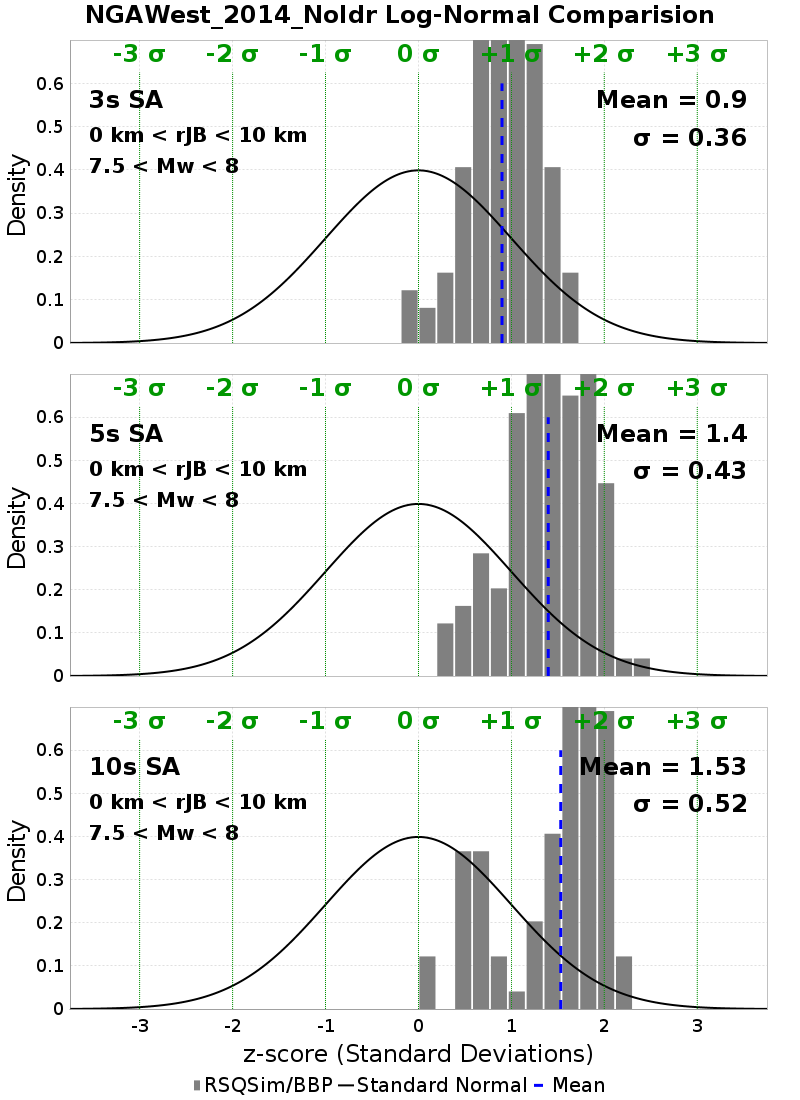 NGAWest_2014_NoIdr Log-Normal Comparision
-3 σ -2 σ -1 σ 0 σ +1 σ +2 σ +3 σ
3s SA Mean = 0.9
0 km < rJB < 10 km σ = 0.36
7.5 < Mw < 8
Density
0.6
0.5
0.4
0.3
0.2
0.1
0
-3 σ -2 σ -1 σ 0 σ +1 σ +2 σ +3 σ
5s SA Mean = 1.4
0 km < rJB < 10 km σ = 0.43
7.5 < Mw < 8
Density
0.6
0.5
0.4
0.3
0.2
0.1
0
-3 σ -2 σ -1 σ 0 σ +1 σ +2 σ +3 σ
10s SA Mean = 1.53
0 km < rJB < 10 km σ = 0.52
7.5 < Mw < 8
Density
0.6
0.5
0.4
0.3
0.2
0.1
0
-3 -2 -1 0 1 2 3
z-score (Standard Deviations)
RSQSim/BBP Standard Normal Mean